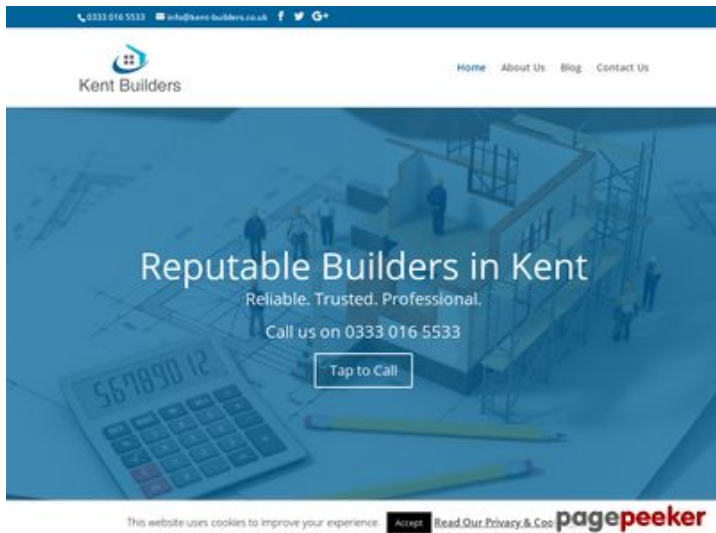 0333 016 5533 info@kent-builders.co.uk
Kent Builders
Home About Us Blog Contact Us
Reputable Builders in Kent
Reliable. Trusted. Professional.
Call us on 0333 016 5533
Tap to Call
567890 12
This website uses cookies to improve your experience. Accept Read Our Privacy & Coo
pagepeeker